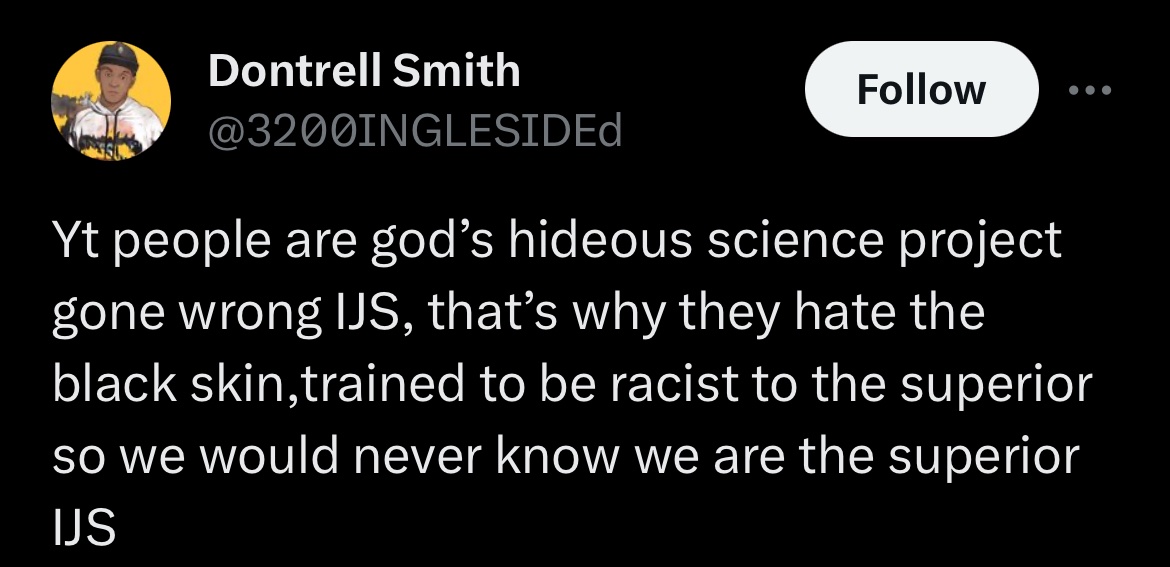 Dontrell Smith
Follow
@3200INGLESIDEd
Yt people are god’s hideous science project
gone wrong IJS, that’s why they hate the
black skin,trained to be racist to the superior
so we would never know we are the superior
IJS